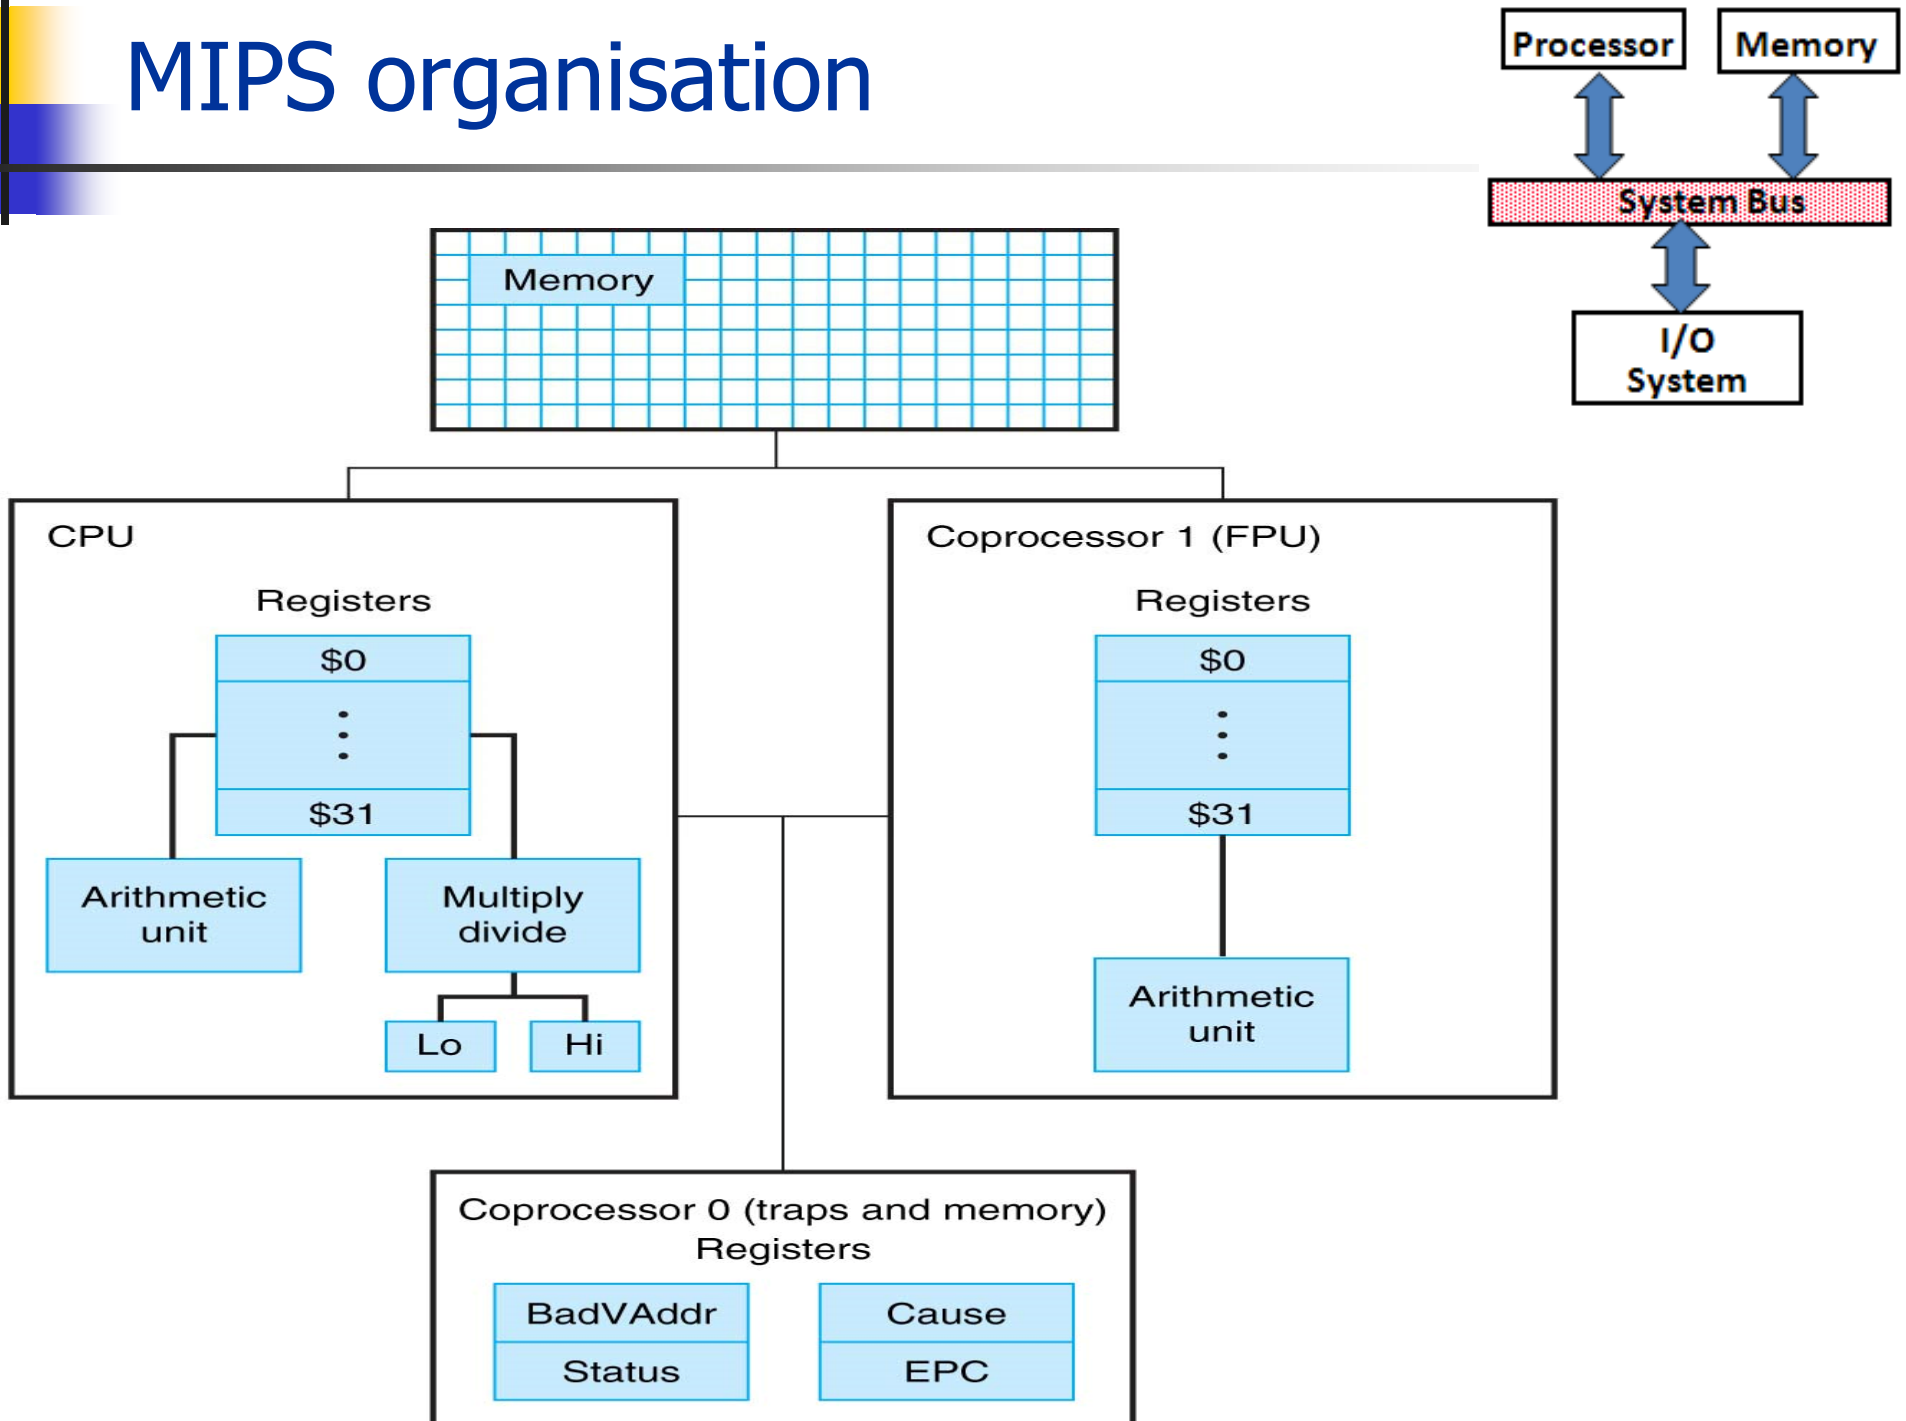 MIPS organisation
Processor
Memory
System Bus
I/O
System
Memory
CPU
Registers
$0
$31
Arithmetic
unit
Multiply
divide
Lo
Hi
Coprocessor 1 (FPU)
Registers
$0
$31
Arithmetic
unit
Coprocessor 0 (traps and memory)
Registers
BadVAddr
Cause
Status
EPC